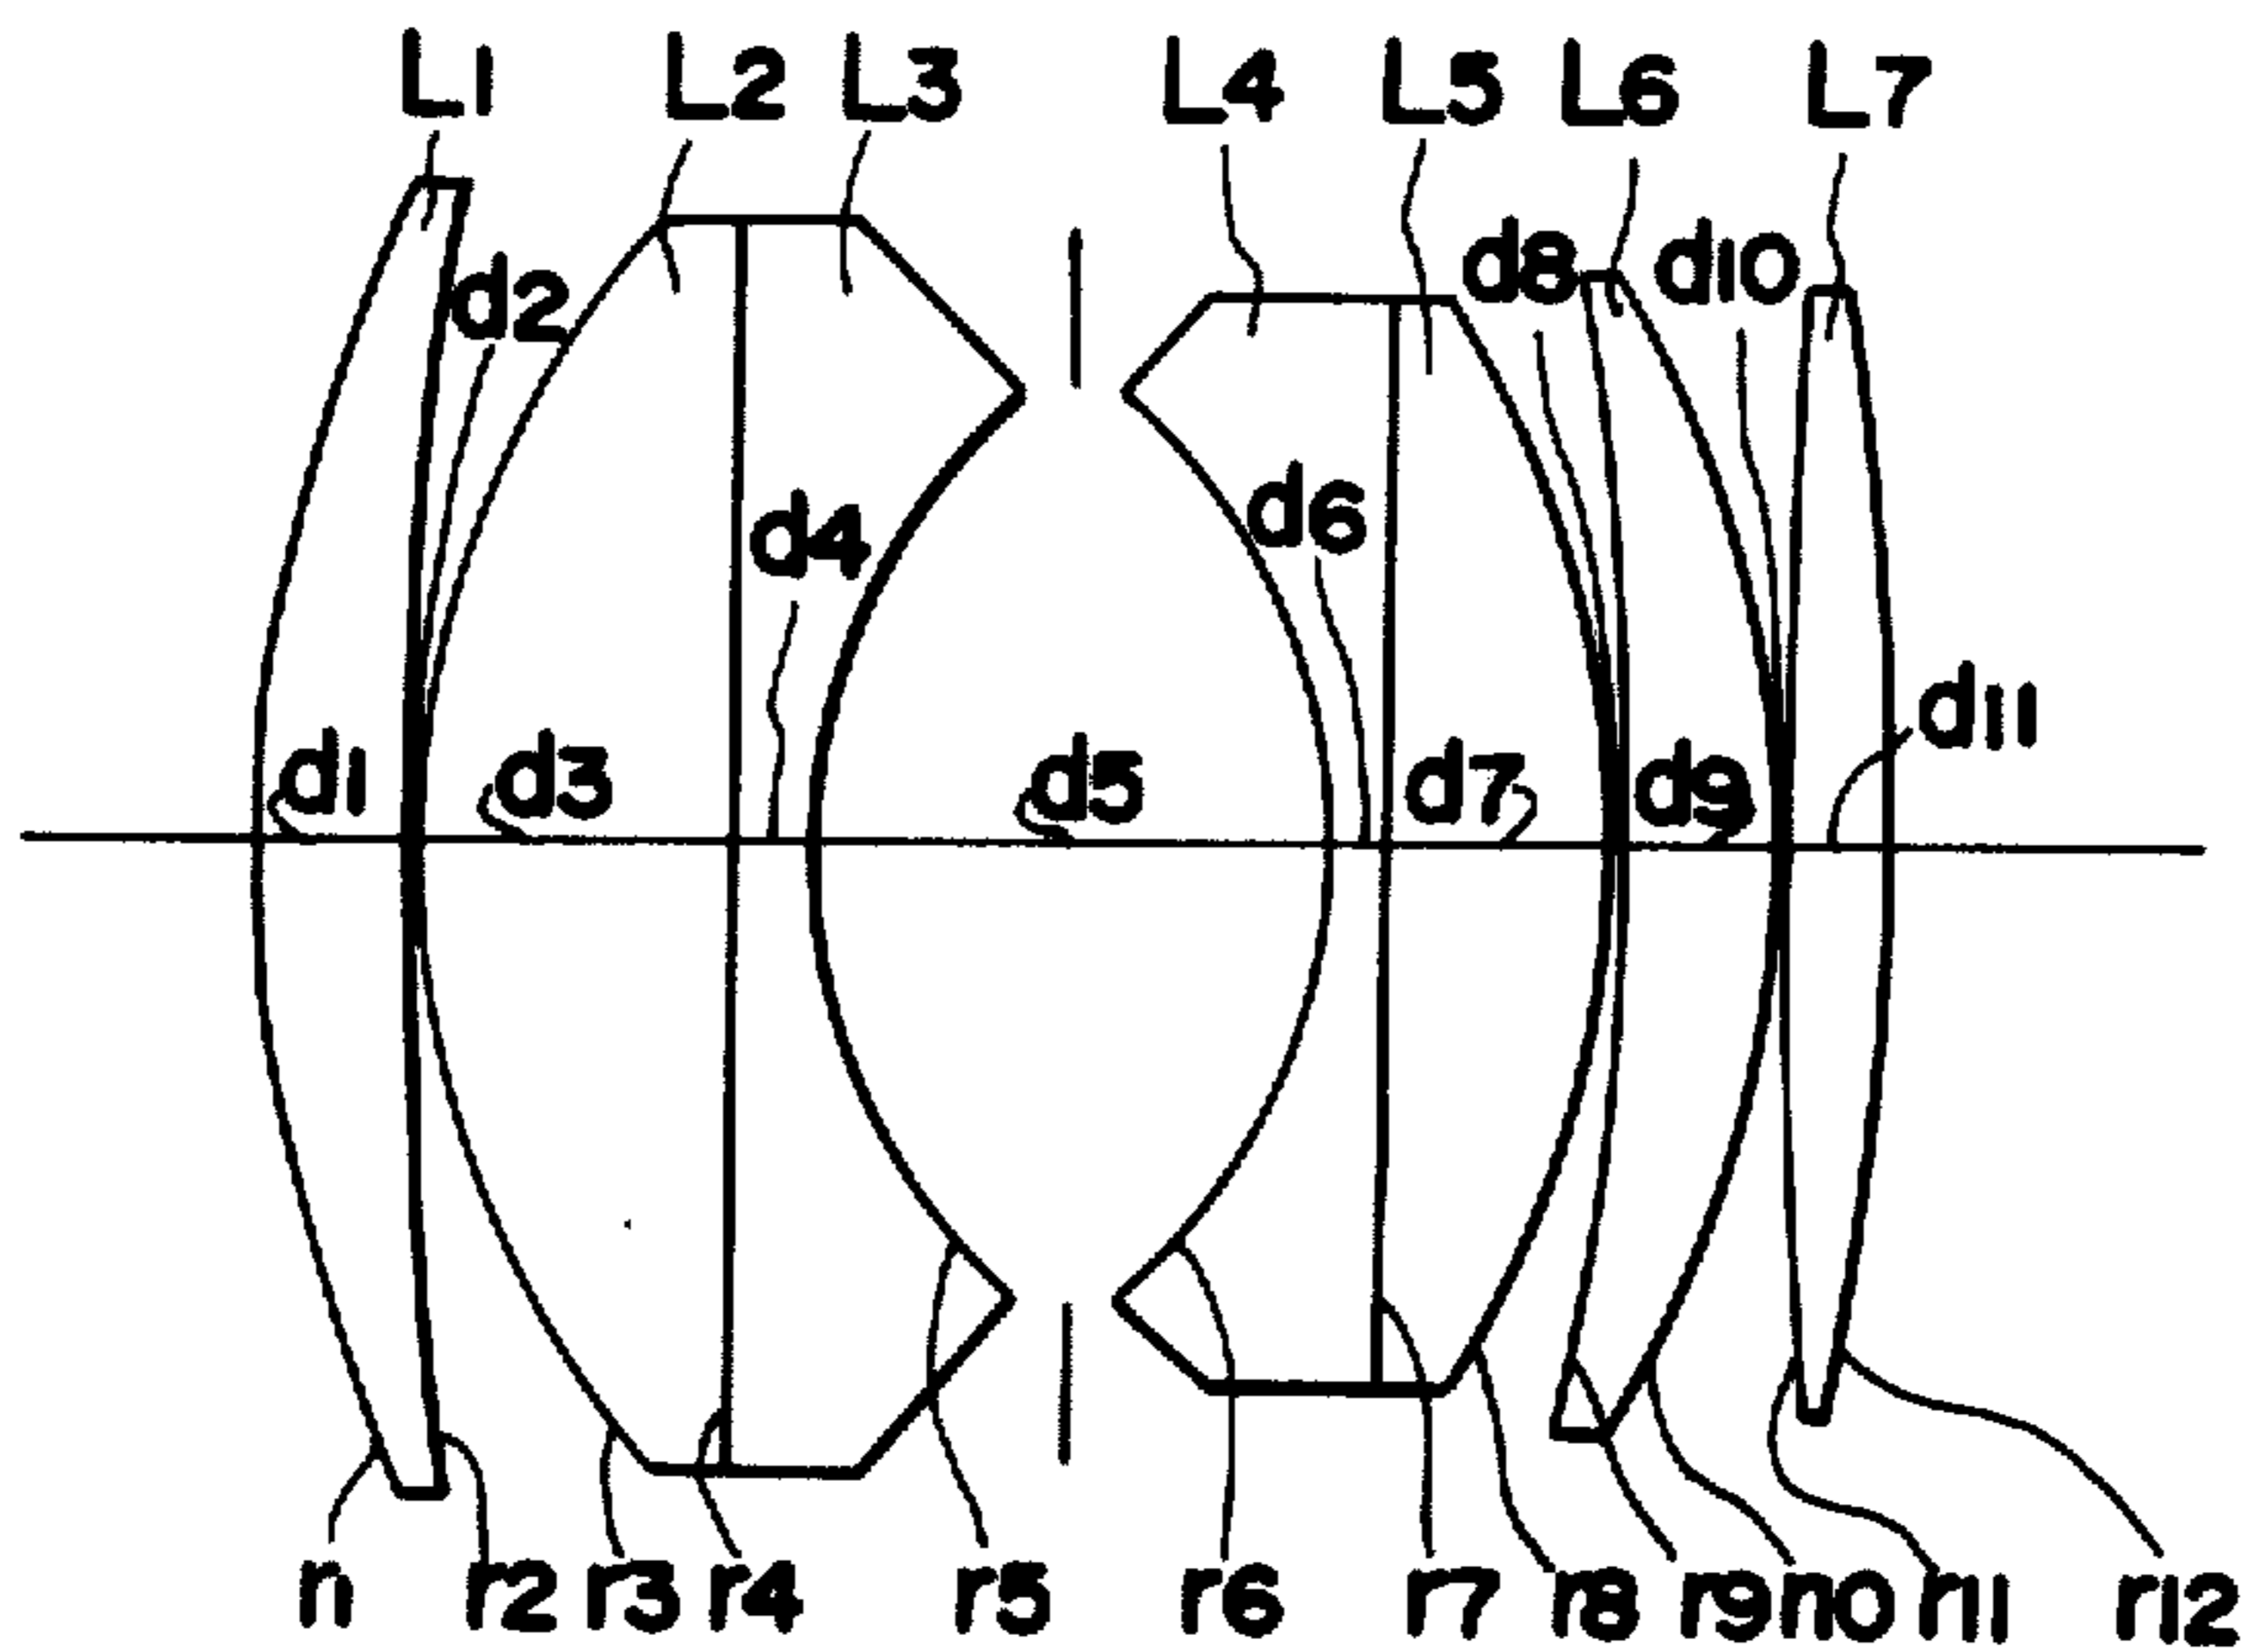 L1 L2 L3 L4 L5 L6 L7
d2 d8 d10
d4 d6
d1 d3 d5 d7 d9 d11
r1 r2 r3 r4 r5 r6 r7 r8 r9 r10 r11 r12